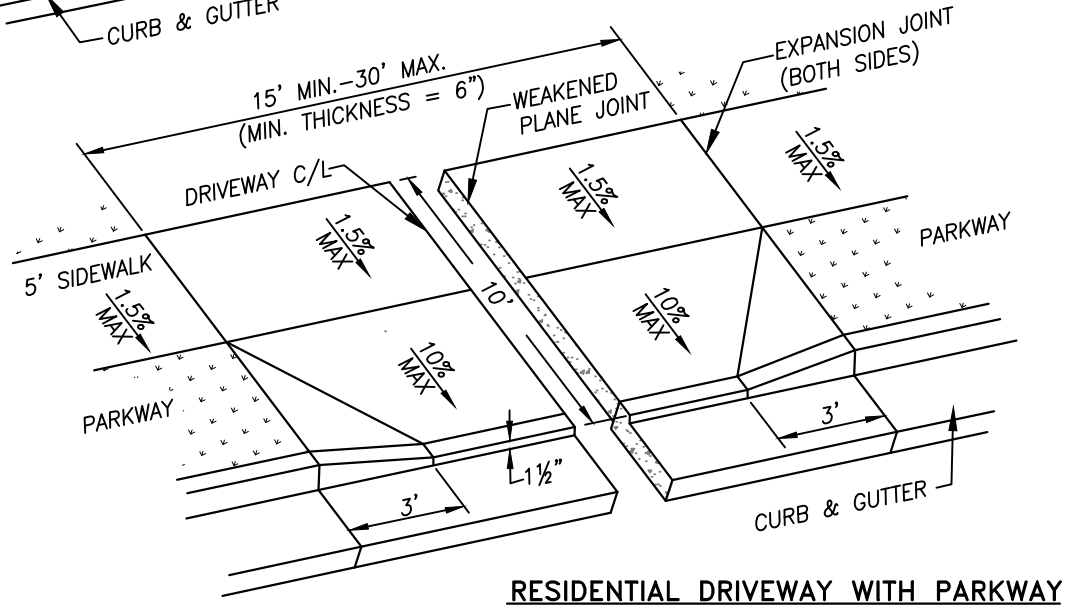 CURB & GUTTER
15' MIN.-30' MAX.
(MIN. THICKNESS = 6")
EXPANSION JOINT
(BOTH SIDES)
WEAKENED
PLANE JOINT
DRIVEWAY C/L
1.5%
MAX
1.5%
MAX
1.5%
MAX
PARKWAY
5' SIDEWALK
1.5%
MAX
10'
10%
MAX
10%
MAX
PARKWAY
3'
1½"
3'
CURB & GUTTER
RESIDENTIAL DRIVEWAY WITH PARKWAY